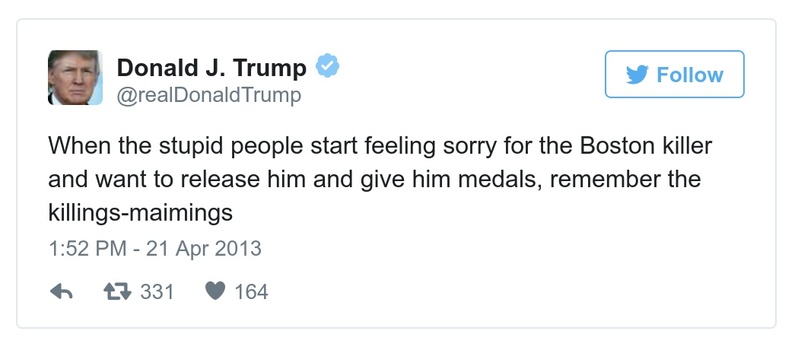 Donald J. Trump
@realDonaldTrump
Follow
When the stupid people start feeling sorry for the Boston killer
and want to release him and give him medals, remember the
killings-maimings
1:52 PM - 21 Apr 2013
331 164